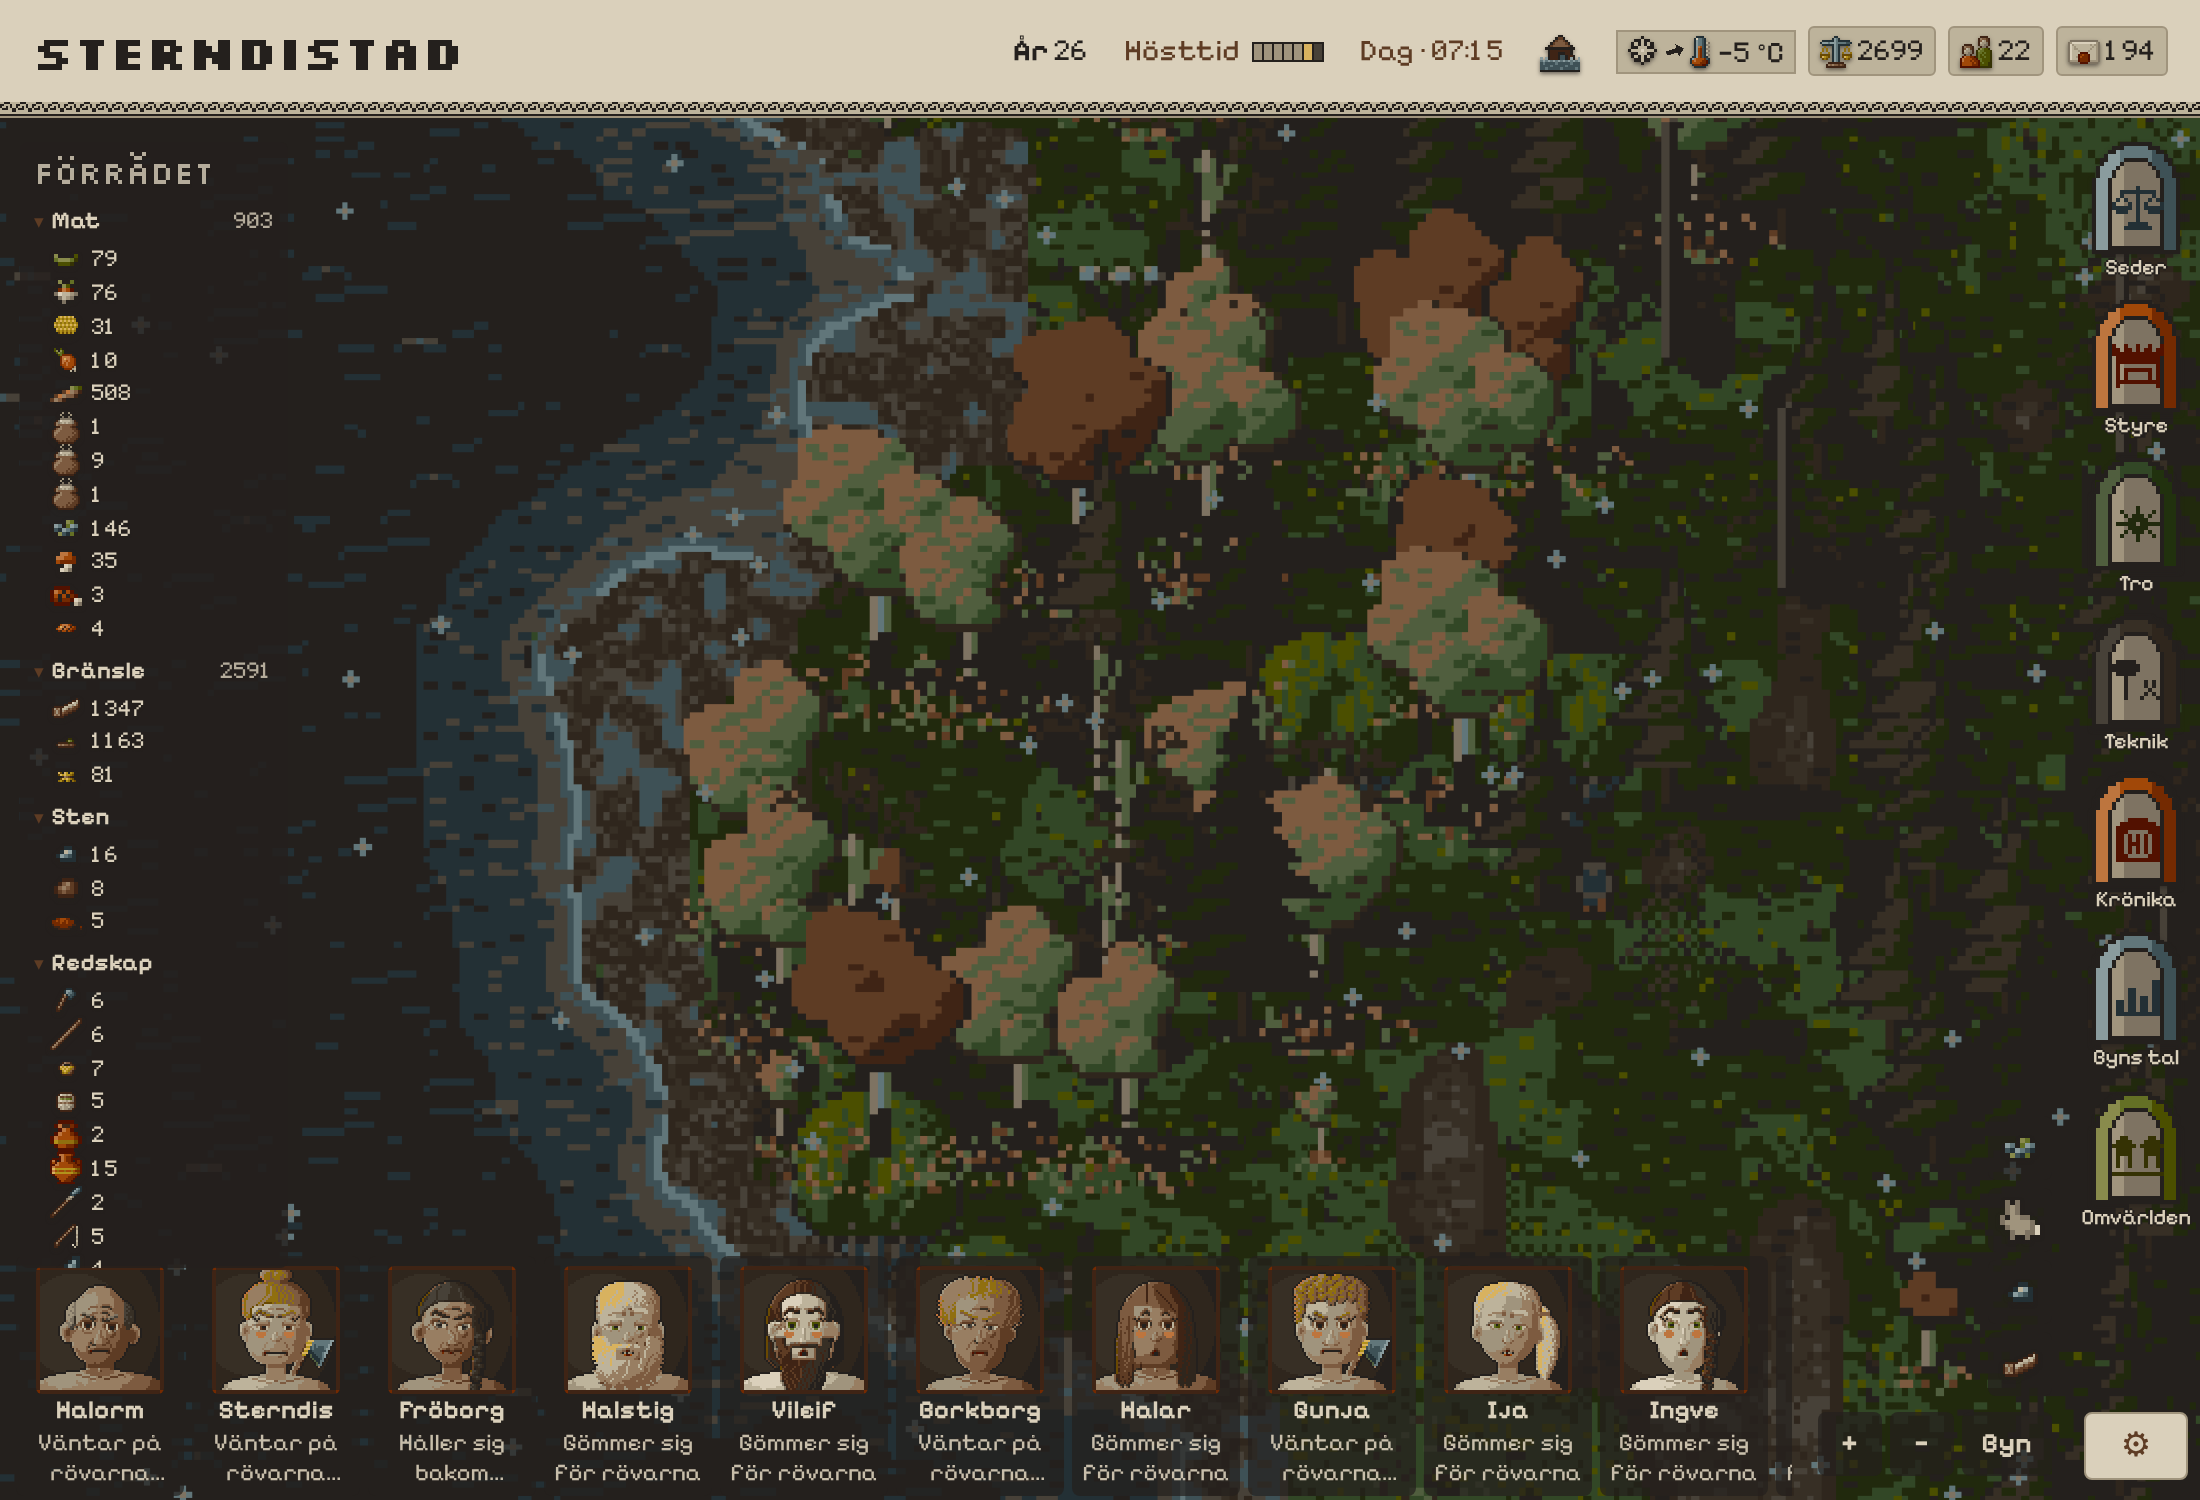 STERNDISTAD
År 26
Hösttid
Dag · 07:15
-5 °C
2699
22
194
FÖRRÅDET
Mat 903
79
76
31
10
508
1
9
1
146
35
3
4
Bränsle 2591
1347
1163
81
Sten
16
8
5
Redskap
6
6
7
5
2
15
2
5
Seder
Styre
Tro
Teknik
Krönika
Byns tal
Omvärlden
Halorm
Väntar på
rövarna...
Sterndis
Väntar på
rövarna...
Fröborg
Håller sig
bakom...
Halstig
Gömmer sig
för rövarna
Vileif
Gömmer sig
för rövarna
Borkborg
Väntar på
rövarna...
Halar
Gömmer sig
för rövarna
Gunja
Väntar på
rövarna...
Ija
Gömmer sig
för rövarna
Ingve
Gömmer sig
för rövarna
+ - Byn